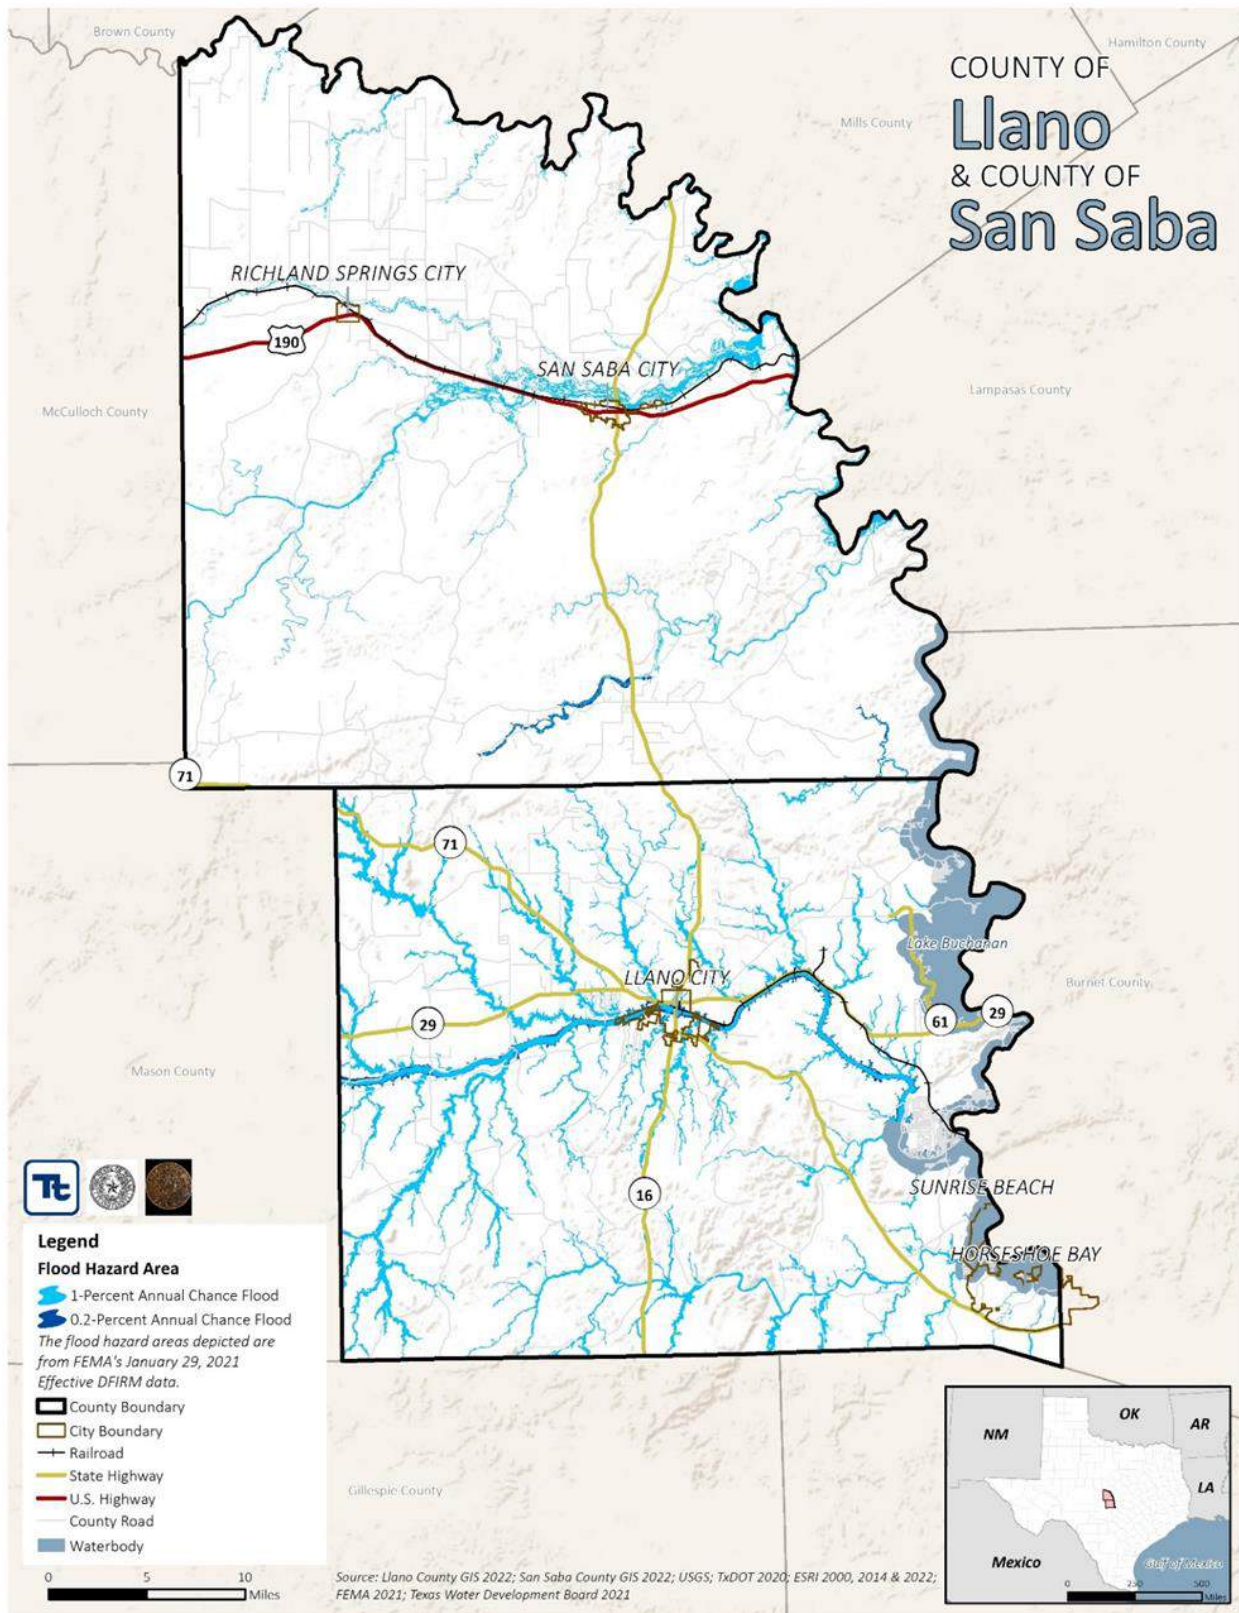 Brown County
Hamilton County
COUNTY OF
Llano
& COUNTY OF
San Saba
Mills County
RICHLAND SPRINGS CITY
190
SAN SABA CITY
McCulloch County
Lampasas County
71
71
Lake Buchanan
LLANO CITY
Burnet County
29
61
29
Mason County
16
SUNRISE BEACH
HORSESHOE BAY
Tt
Legend
Flood Hazard Area
1-Percent Annual Chance Flood
0.2-Percent Annual Chance Flood
The flood hazard areas depicted are
from FEMA's January 29, 2021
Effective DFIRM data.
County Boundary
City Boundary
Railroad
State Highway
U.S. Highway
County Road
Waterbody
Gillespie County
0 5 10
Miles
Source: Llano County GIS 2022; San Saba County GIS 2022; USGS; TxDOT 2020; ESRI 2000, 2014 & 2022;
FEMA 2021; Texas Water Development Board 2021
OK
NM
AR
LA
Mexico
Gulf of Mexico
0 250 500
Miles